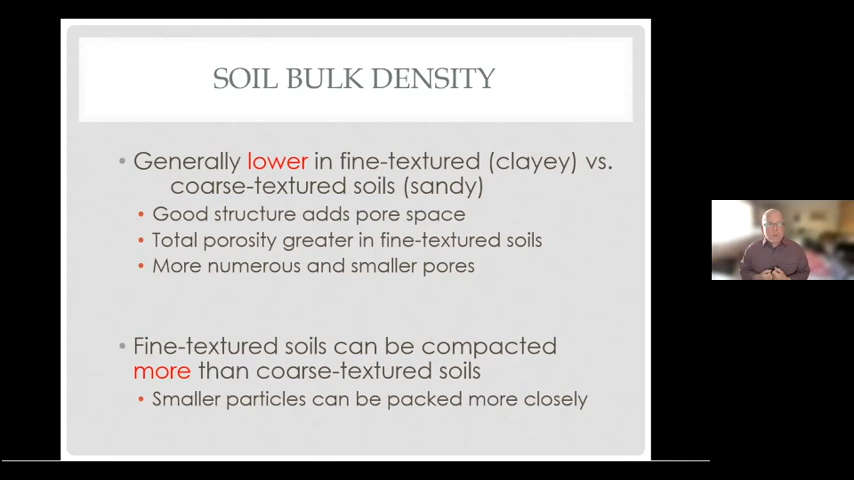 SOIL BULK DENSITY
• Generally lower in fine-textured (clayey) vs.
coarse-textured soils (sandy)
• Good structure adds pore space
• Total porosity greater in fine-textured soils
• More numerous and smaller pores
• Fine-textured soils can be compacted
more than coarse-textured soils
• Smaller particles can be packed more closely